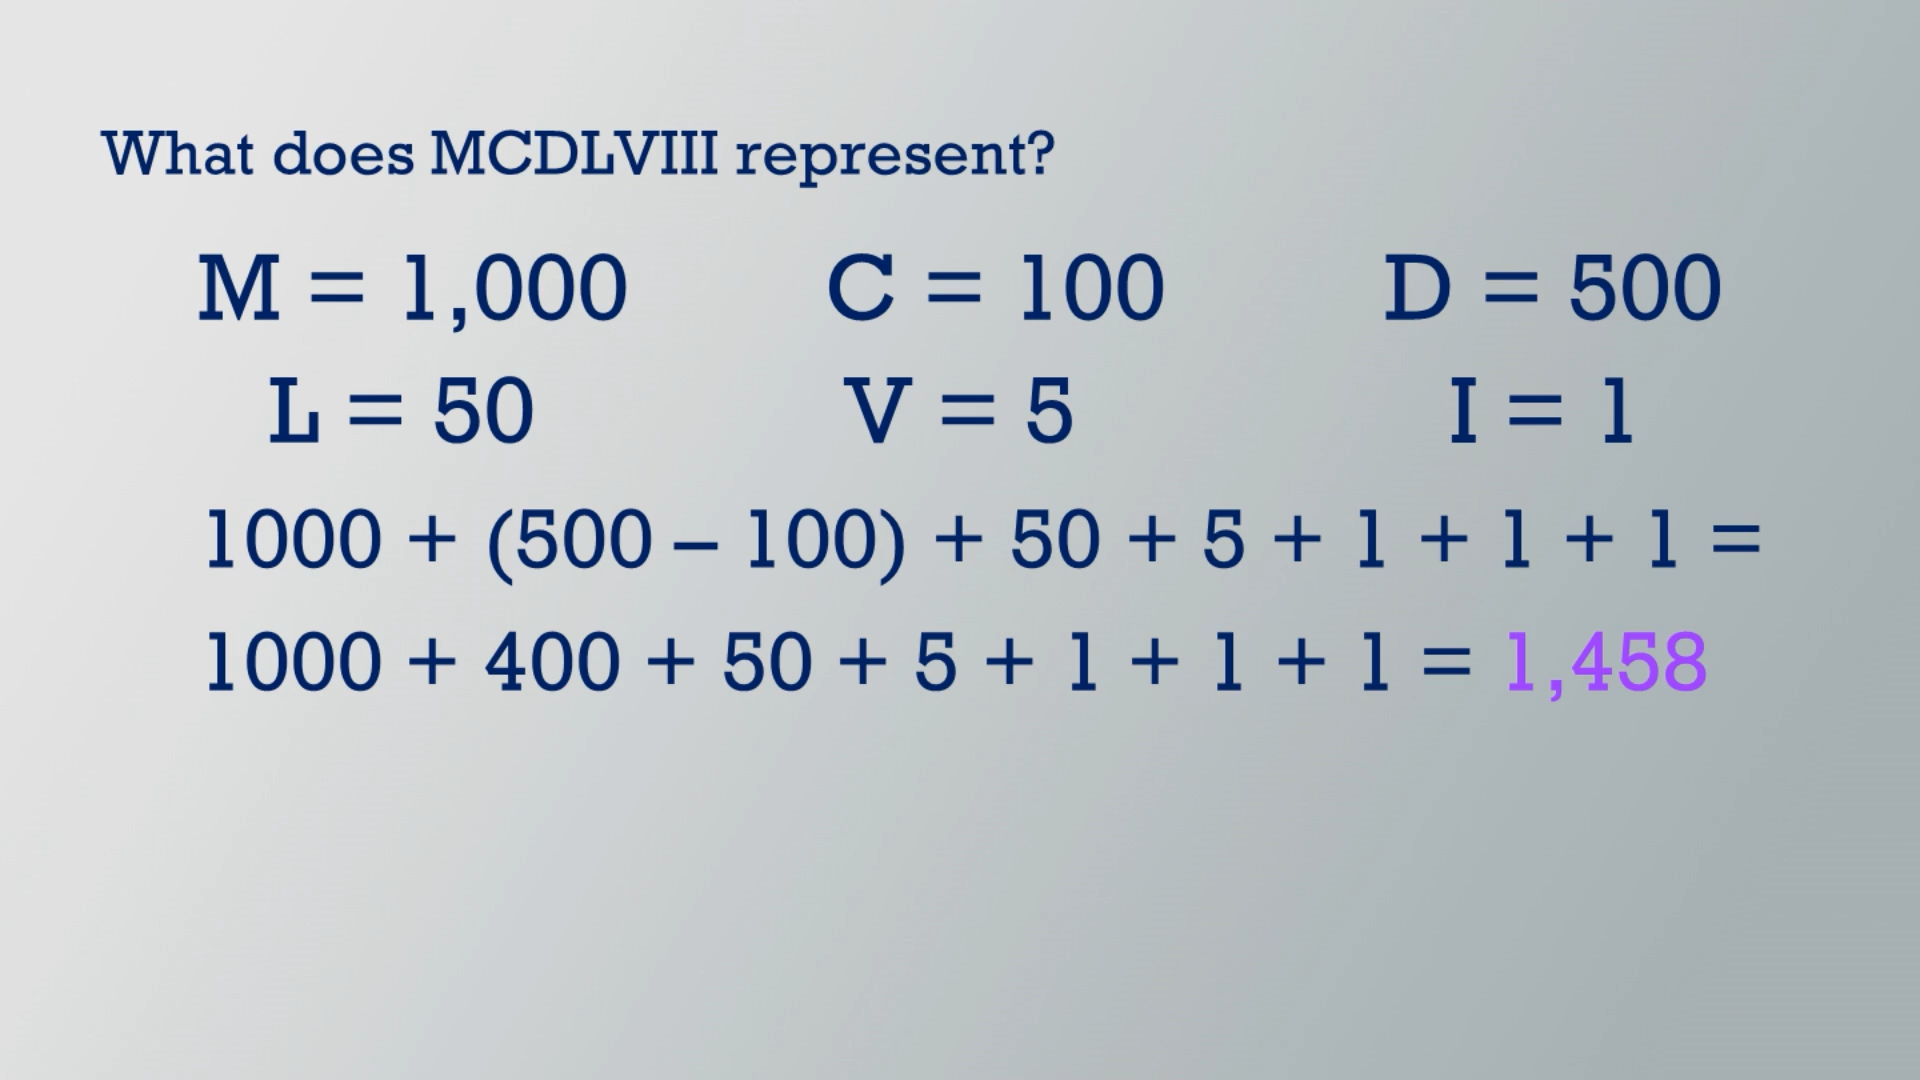 What does MCDLVIII represent?
M = 1,000 C = 100 D = 500
L = 50 V = 5 I = 1
1000 + (500 – 100) + 50 + 5 + 1 + 1 + 1 =
1000 + 400 + 50 + 5 + 1 + 1 + 1 = 1,458